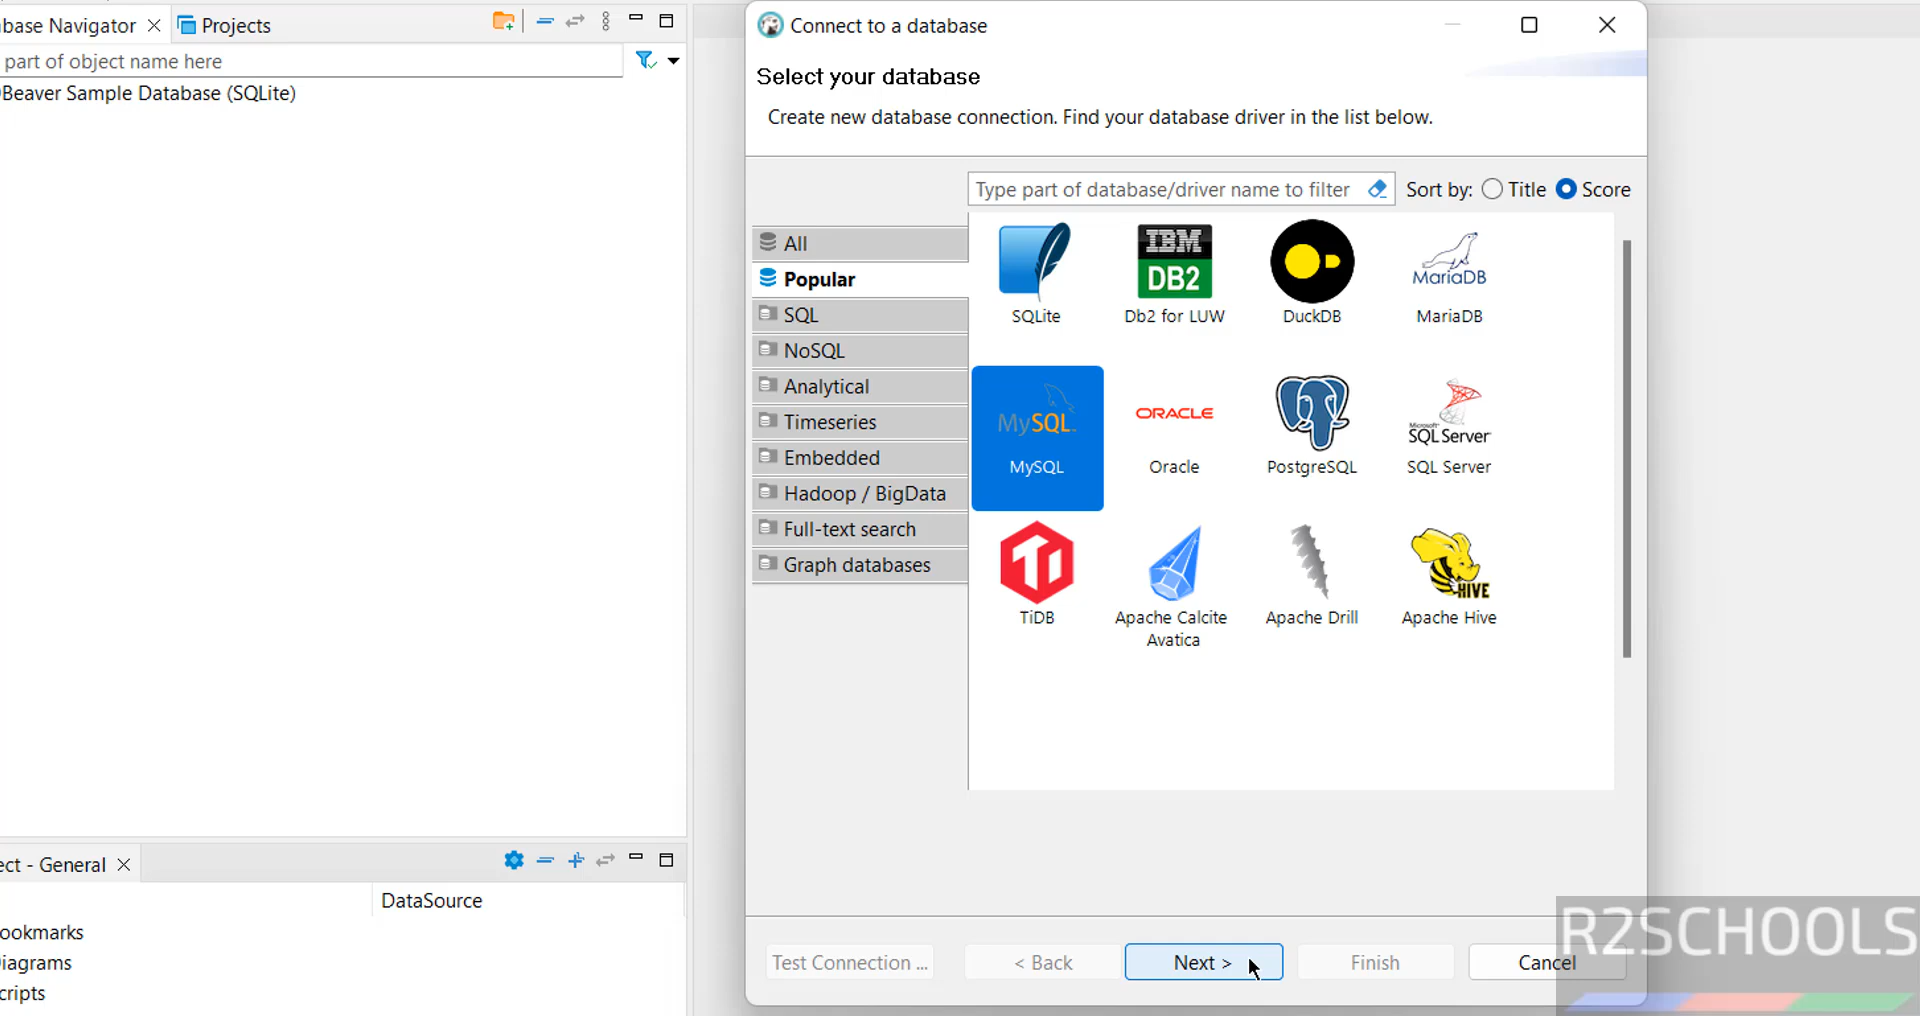 base Navigator
Projects
part of object name here
Beaver Sample Database (SQLite)
ect - General
DataSource
ookmarks
iagrams
cripts
Connect to a database
Select your database
Create new database connection. Find your database driver in the list below.
Type part of database/driver name to filter
Sort by: Title Score
All
Popular
SQL
NoSQL
Analytical
Timeseries
Embedded
Hadoop / BigData
Full-text search
Graph databases
SQLite
IBM
DB2
Db2 for LUW
DuckDB
MariaDB
MariaDB
MySQL
MySQL
ORACLE
Oracle
PostgreSQL
Microsoft
SQL Server
SQL Server
Ti
TiDB
Apache Calcite
Avatica
Apache Drill
HIVE
Apache Hive
Test Connection ...
< Back
Next >
Finish
Cancel
R2SCHOOLS